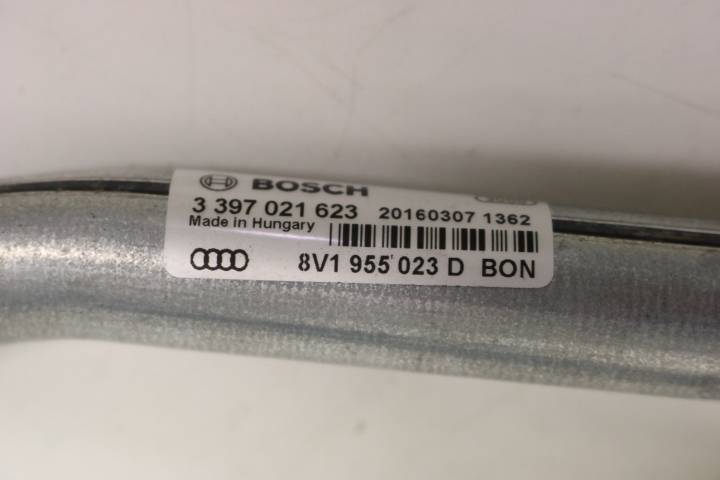 BOSCH
3 397 021 623 20160307 1362
Made in Hungary
8V1 955 023 D BON